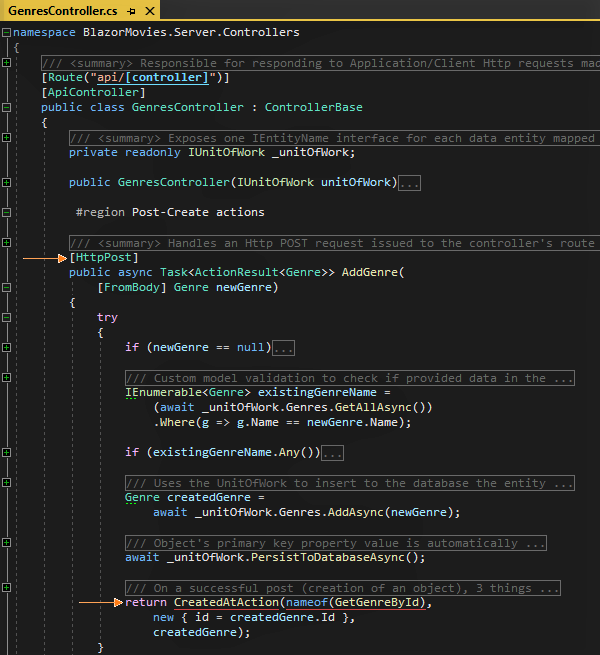 GenresController.cs
namespace BlazorMovies.Server.Controllers
{
/// <summary> Responsible for responding to Application/Client Http requests mad
[Route("api/[controller]")]
[ApiController]
public class GenresController : ControllerBase
{
/// <summary> Exposes one IEntityName interface for each data entity mapped
private readonly IUnitOfWork _unitOfWork;
public GenresController(IUnitOfWork unitOfWork)...
#region Post-Create actions
/// <summary> Handles an Http POST request issued to the controller's route
[HttpPost]
public async Task<ActionResult<Genre>> AddGenre(
[FromBody] Genre newGenre)
{
try
{
if (newGenre == null)...
/// Custom model validation to check if provided data in the ...
IEnumerable<Genre> existingGenreName =
(await _unitOfWork.Genres.GetAllAsync())
.Where(g => g.Name == newGenre.Name);
if (existingGenreName.Any())...
/// Uses the UnitOfWork to insert to the database the entity ...
Genre createdGenre =
await _unitOfWork.Genres.AddAsync(newGenre);
/// Object's primary key property value is automatically ...
await _unitOfWork.PersistToDatabaseAsync();
/// On a successful post (creation of an object), 3 things ...
return CreatedAtAction(nameof(GetGenreById),
new { id = createdGenre.Id },
createdGenre);
}